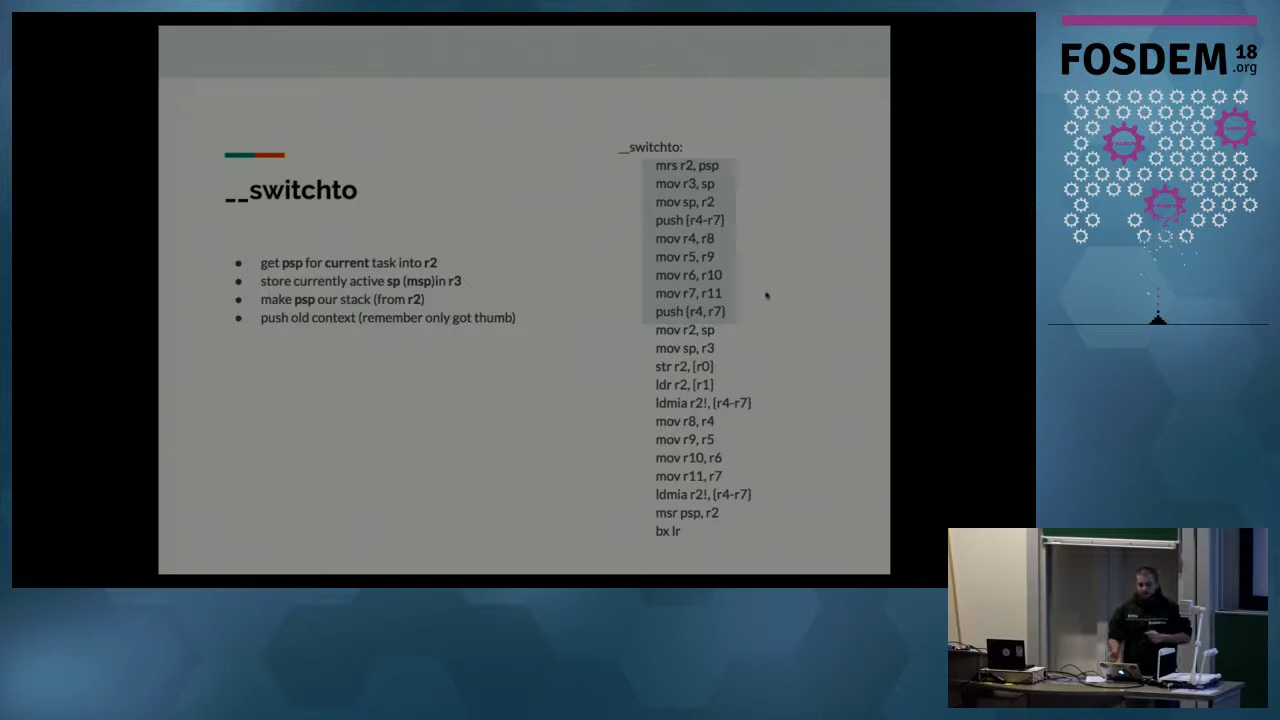 FOSDEM 18
.org
__switchto
get psp for current task into r2
store currently active sp (msp)in r3
make psp our stack (from r2)
push old context (remember only got thumb)
__switchto:
mrs r2, psp
mov r3, sp
mov sp, r2
push {r4-r7}
mov r4, r8
mov r5, r9
mov r6, r10
mov r7, r11
push {r4, r7}
mov r2, sp
mov sp, r3
str r2, [r0]
ldr r2, [r1]
ldmia r2!, {r4-r7}
mov r8, r4
mov r9, r5
mov r10, r6
mov r11, r7
ldmia r2!, {r4-r7}
msr psp, r2
bx lr